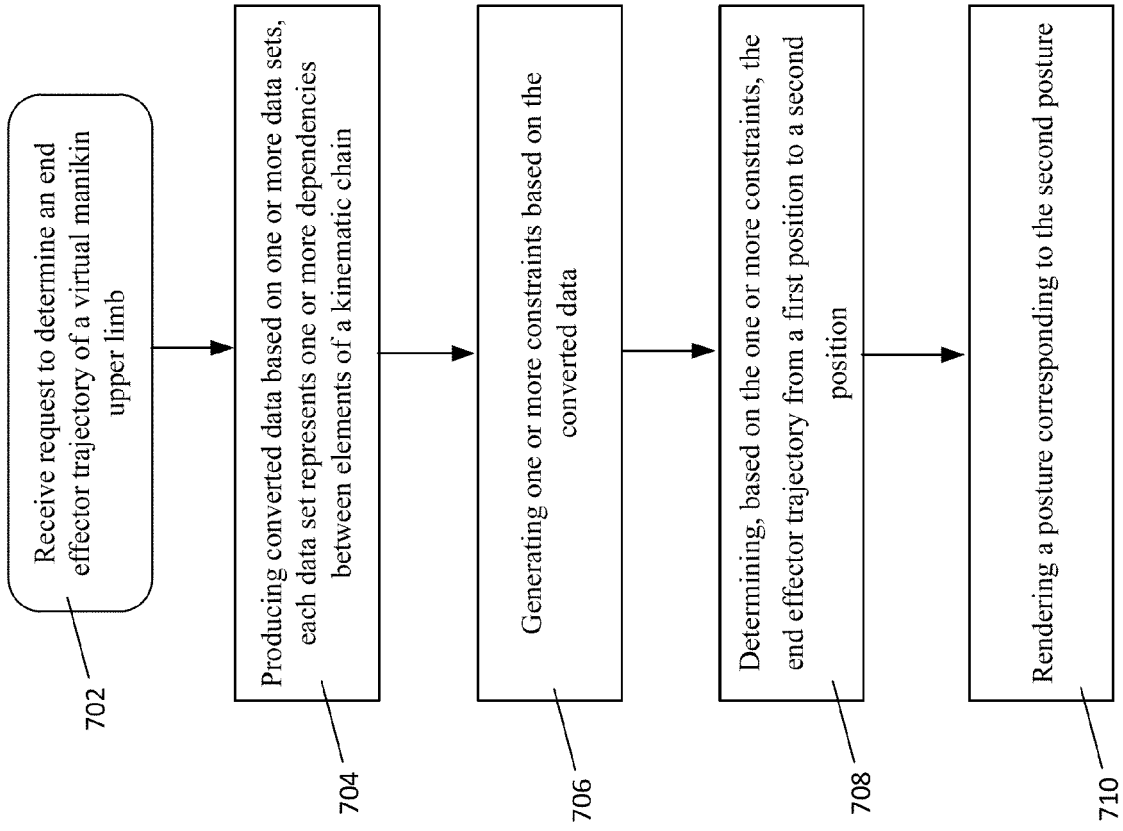 Receive request to determine an end
effector trajectory of a virtual manikin
upper limb
702
Producing converted data based on one or more data sets,
each data set represents one or more dependencies
between elements of a kinematic chain
704
Generating one or more constraints based on the
converted data
706
Determining, based on the one or more constraints, the
end effector trajectory from a first position to a second
position
708
Rendering a posture corresponding to the second posture
710